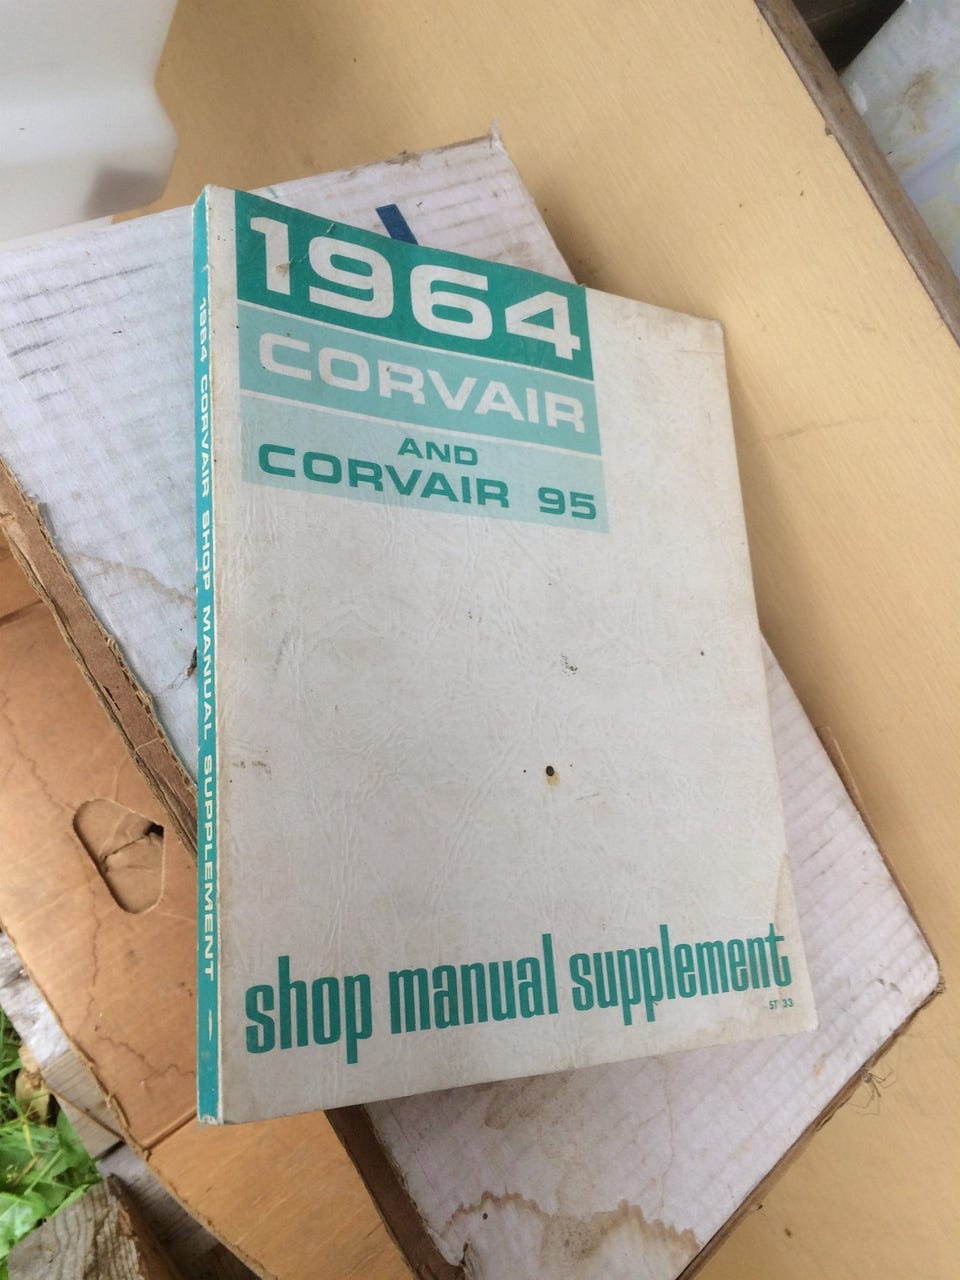 1964
CORVAIR
AND
CORVAIR 95
shop manual supplement
ST 33
1964 CORVAIR SHOP MANUAL SUPPLEMENT